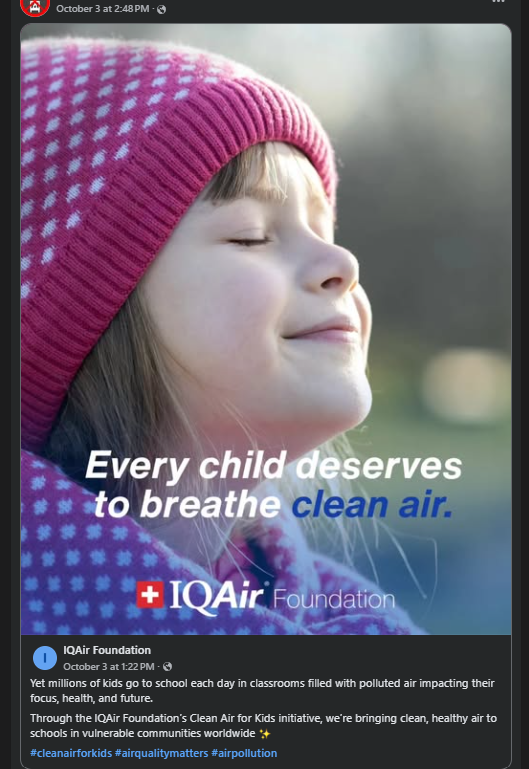 October 3 at 2:48 PM ·
Every child deserves
to breathe clean air.
IQAir Foundation
I
IQAir Foundation
October 3 at 1:22 PM ·
Yet millions of kids go to school each day in classrooms filled with polluted air impacting their
focus, health, and future.
Through the IQAir Foundation's Clean Air for Kids initiative, we're bringing clean, healthy air to
schools in vulnerable communities worldwide ✨
#cleanairforkids #airqualitymatters #airpollution